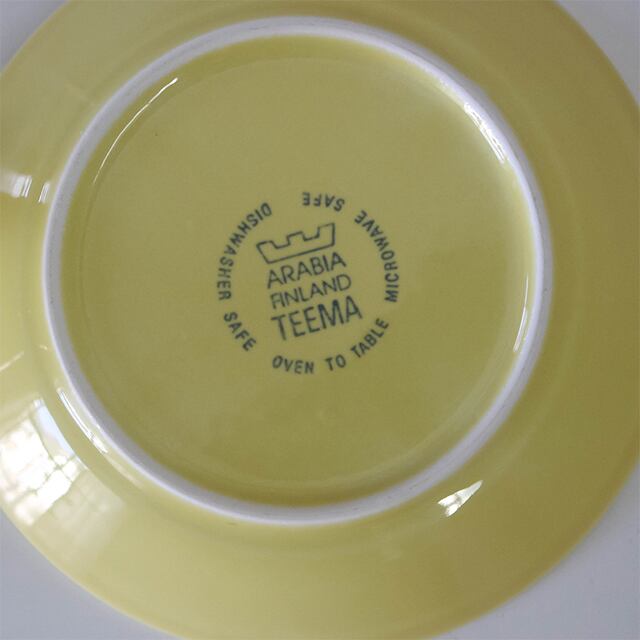 ARABIA
FINLAND
TEEMA
DISHWASHER SAFE
OVEN TO TABLE
MICROWAVE SAFE